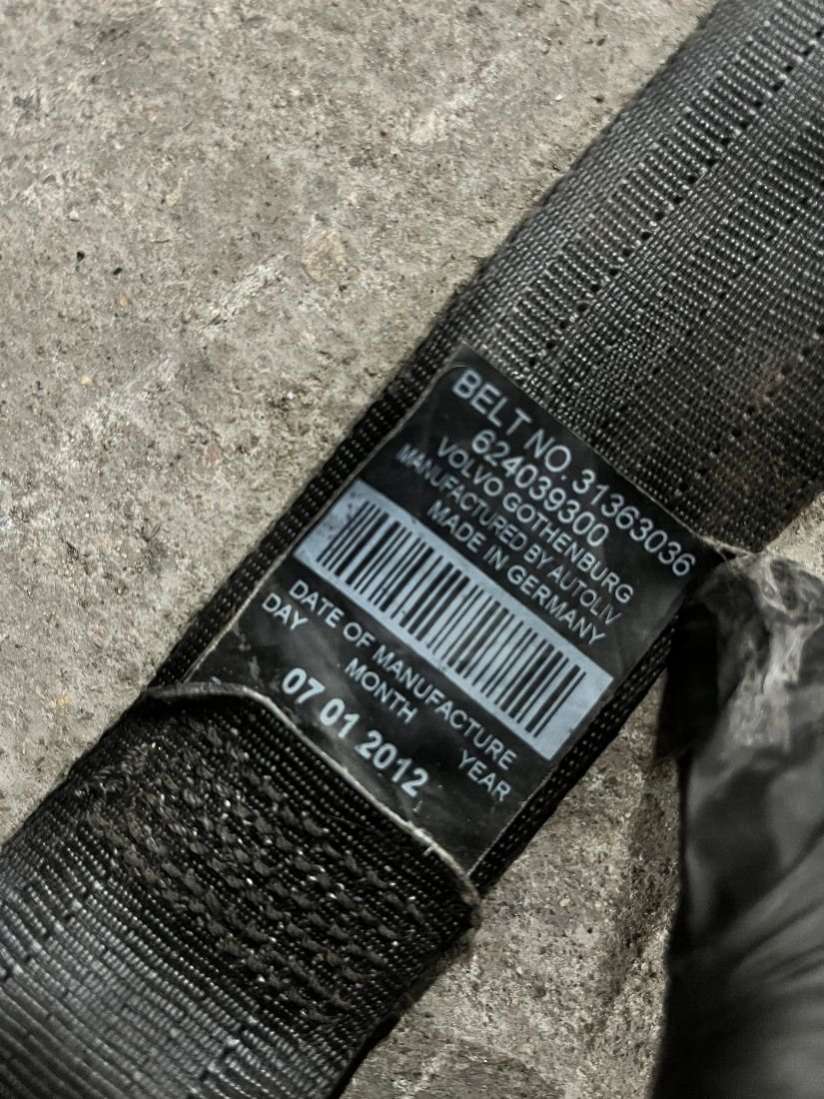 BELT NO. 31363036
624039300
VOLVO GOTHENBURG
MANUFACTURED BY AUTOLIV
MADE IN GERMANY
DATE OF MANUFACTURE
DAY MONTH YEAR
07 01 2012